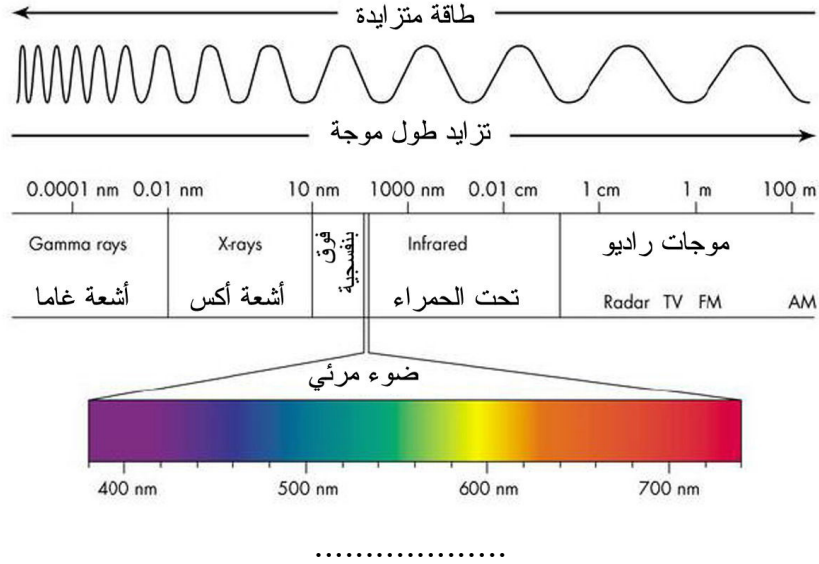 طاقة متزايدة
تزايد طول موجة
0.0001 nm 0.01 nm 10 nm 1000 nm 0.01 cm 1 cm 1 m 100 m
Gamma rays X-rays فوق بنفسجية Infrared موجات راديو
أشعة غاما أشعة أكس تحت الحمراء Radar TV FM AM
ضوء مرئي
400 nm 500 nm 600 nm 700 nm
...................